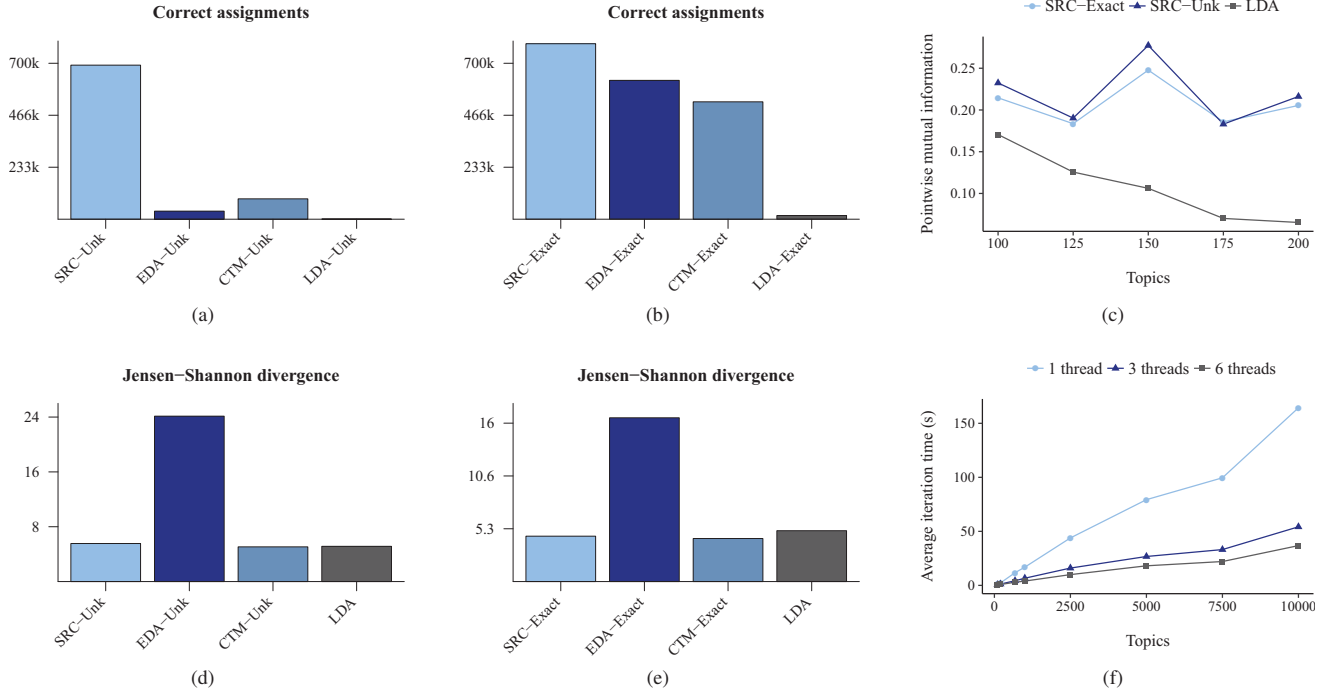 Correct assignments
700k
466k
233k
SRC−Unk
EDA−Unk
CTM−Unk
LDA−Unk
(a)
Correct assignments
700k
466k
233k
SRC−Exact
EDA−Exact
CTM−Exact
LDA−Exact
(b)
SRC−Exact SRC−Unk LDA
Pointwise mutual information
0.25
0.20
0.15
0.10
100 125 150 175 200
Topics
(c)
Jensen−Shannon divergence
24
16
8
SRC−Unk
EDA−Unk
CTM−Unk
LDA
(d)
Jensen−Shannon divergence
16
10.6
5.3
SRC−Exact
EDA−Exact
CTM−Exact
LDA
(e)
1 thread 3 threads 6 threads
Average iteration time (s)
150
100
50
0
0 2500 5000 7500 10000
Topics
(f)